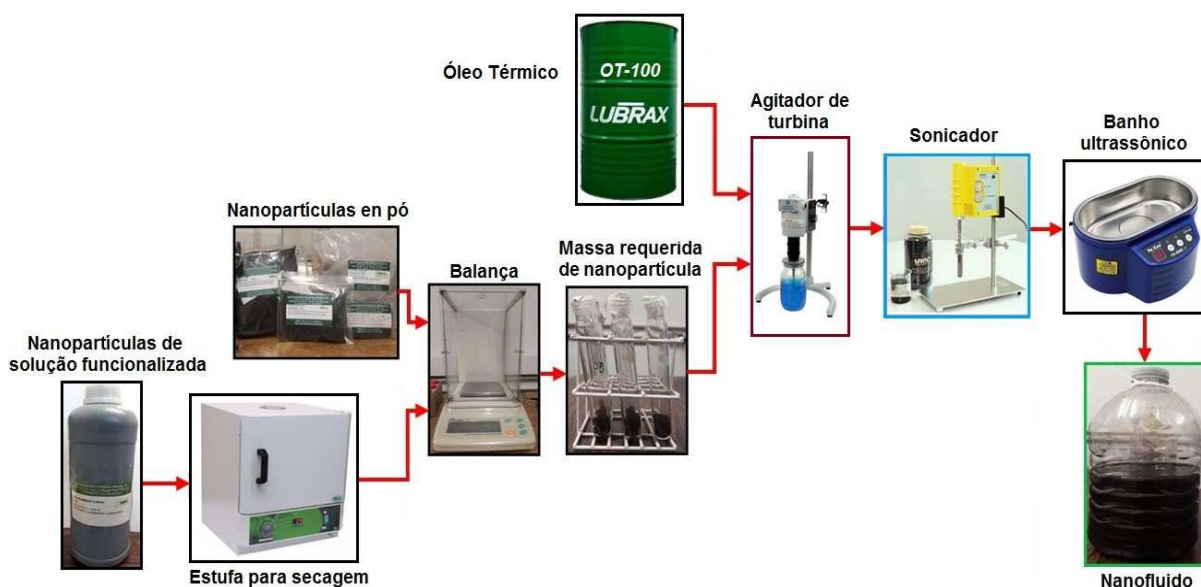 Óleo Térmico
OT-100
LUBRAX
Agitador de
turbina
Sonicador
Banho
ultrassônico
Nanopartículas en pó
Balança
Massa requerida
de nanopartícula
Nanopartículas de
solução funcionalizada
Estufa para secagem
Nanofluido